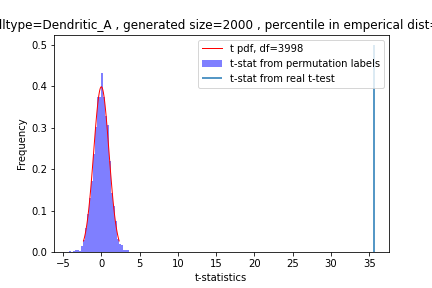 lltype=Dendritic_A , generated size=2000 , percentile in emperical dist=
0.5
0.4
0.3
0.2
0.1
0.0
Frequency
t pdf, df=3998
t-stat from permutation labels
t-stat from real t-test
−5 0 5 10 15 20 25 30 35
t-statistics